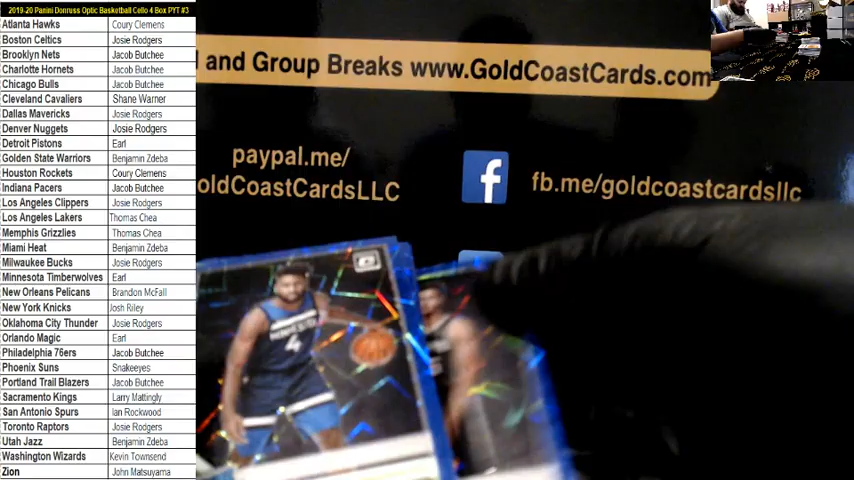 2019-20 Panini Donruss Optic Basketball Cello 4 Box PYT #3
Atlanta Hawks Coury Clemens
Boston Celtics Josie Rodgers
Brooklyn Nets Jacob Butchee
Charlotte Hornets Jacob Butchee
Chicago Bulls Jacob Butchee
Cleveland Cavaliers Shane Warner
Dallas Mavericks Josie Rodgers
Denver Nuggets Josie Rodgers
Detroit Pistons Earl
Golden State Warriors Benjamin Zdeba
Houston Rockets Coury Clemens
Indiana Pacers Jacob Butchee
Los Angeles Clippers Josie Rodgers
Los Angeles Lakers Thomas Chea
Memphis Grizzlies Thomas Chea
Miami Heat Benjamin Zdeba
Milwaukee Bucks Josie Rodgers
Minnesota Timberwolves Earl
New Orleans Pelicans Brandon McFall
New York Knicks Josh Riley
Oklahoma City Thunder Josie Rodgers
Orlando Magic Earl
Philadelphia 76ers Jacob Butchee
Phoenix Suns Snakeeyes
Portland Trail Blazers Jacob Butchee
Sacramento Kings Larry Mattingly
San Antonio Spurs Ian Rockwood
Toronto Raptors Josie Rodgers
Utah Jazz Benjamin Zdeba
Washington Wizards Kevin Townsend
Zion John Matsuyama
and Group Breaks www.GoldCoastCards.com
paypal.me/
oldCoastCardsLLC
f
fb.me/goldcoastcardsllc
4